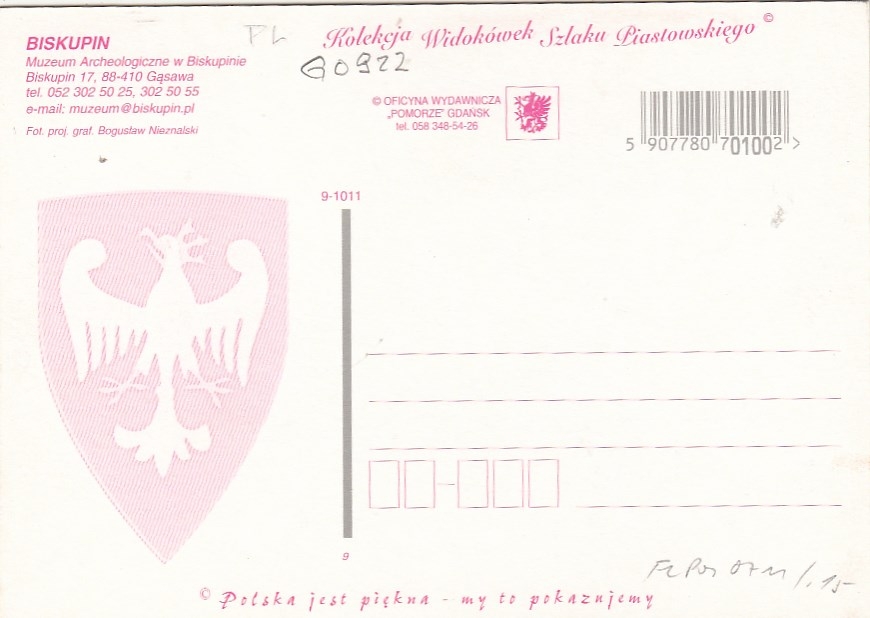 BISKUPIN
Muzeum Archeologiczne w Biskupinie
Biskupin 17, 88-410 Gąsawa
tel. 052 302 50 25, 302 50 55
e-mail: muzeum@biskupin.pl
Fot. proj. graf. Bogusław Nieznalski
PL
Kolekcja Widokówek Szlaku Piastowskiego ©
G0922
© OFICYNA WYDAWNICZA
„POMORZE" GDAŃSK
tel. 058 348-54-26
5 907780 701002 >
9-1011
9
© Polska jest piękna - my to pokazujemy